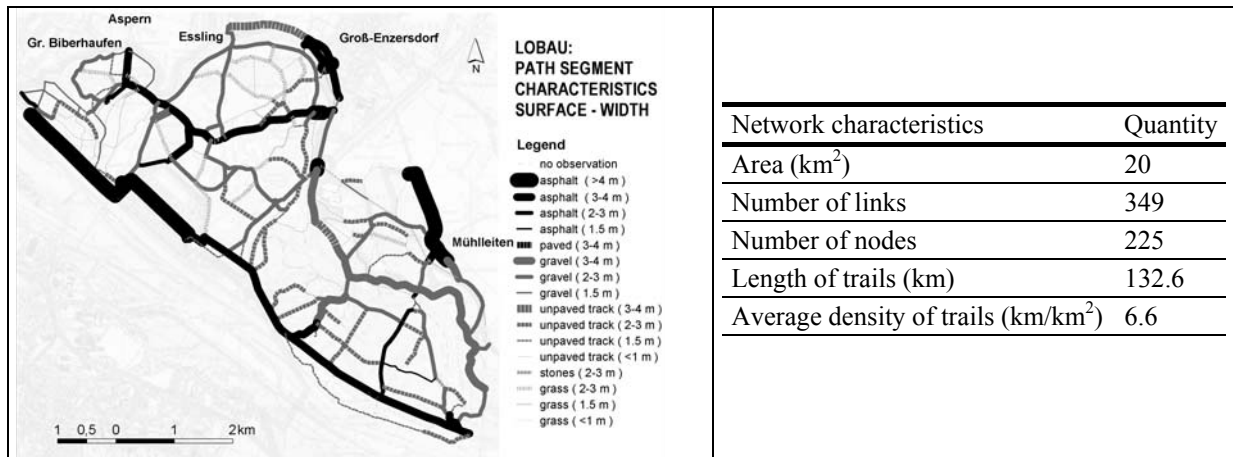 Aspern
Gr. Biberhaufen
Essling
Groß-Enzersdorf
N
Mühlleiten
1 0,5 0 1 2km
LOBAU:
PATH SEGMENT
CHARACTERISTICS
SURFACE - WIDTH
Legend
no observation
asphalt ( >4 m )
asphalt ( 3-4 m )
asphalt ( 2-3 m )
asphalt ( 1.5 m )
paved ( 3-4 m )
gravel ( 3-4 m )
gravel ( 2-3 m )
gravel ( 1.5 m )
unpaved track ( 3-4 m )
unpaved track ( 2-3 m )
unpaved track ( 1.5 m )
unpaved track ( <1 m )
stones ( 2-3 m )
grass ( 2-3 m )
grass ( 1.5 m )
grass ( <1 m )
Network characteristics Quantity
Area (km²) 20
Number of links 349
Number of nodes 225
Length of trails (km) 132.6
Average density of trails (km/km²) 6.6